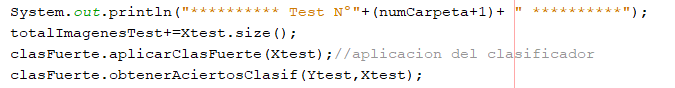 System.out.println("********** Test N°"+(numCarpeta+1)+ " **********");
totalImagenesTest+=Xtest.size();
clasFuerte.aplicarClasFuerte(Xtest);//aplicacion del clasificador
clasFuerte.obtenerAciertosClasif(Ytest,Xtest);